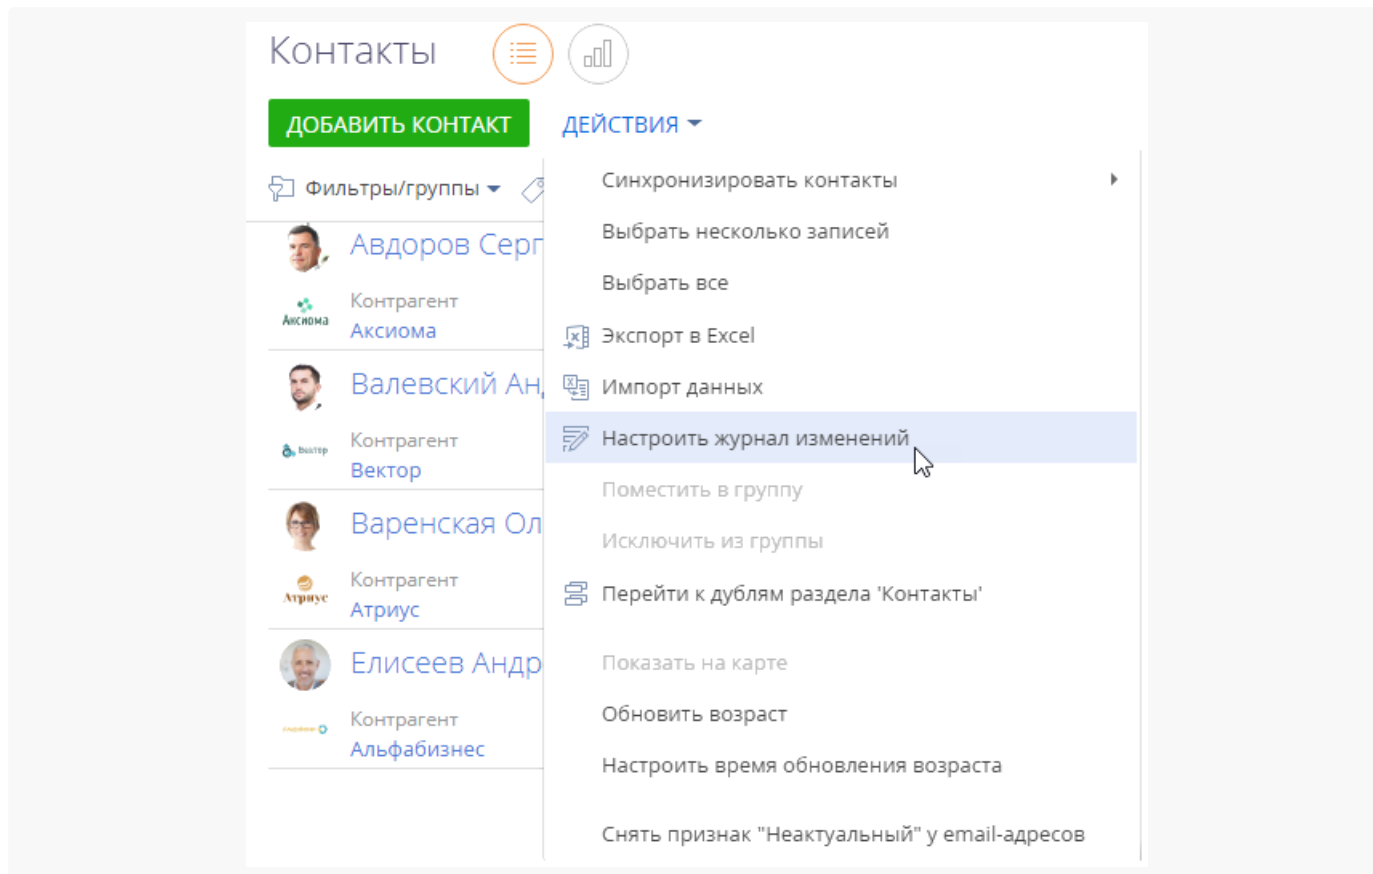 Контакты
ДОБАВИТЬ КОНТАКТ
ДЕЙСТВИЯ
Фильтры/группы
Авдоров Серг
Аксиома
Контрагент
Аксиома
Валевский Ан
Вектор
Контрагент
Вектор
Варенская Ол
Атриус
Контрагент
Атриус
Елисеев Андр
Контрагент
Альфабизнес
Синхронизировать контакты
Выбрать несколько записей
Выбрать все
Экспорт в Excel
Импорт данных
Настроить журнал изменений
Поместить в группу
Исключить из группы
Перейти к дублям раздела 'Контакты'
Показать на карте
Обновить возраст
Настроить время обновления возраста
Снять признак "Неактуальный" у email-адресов